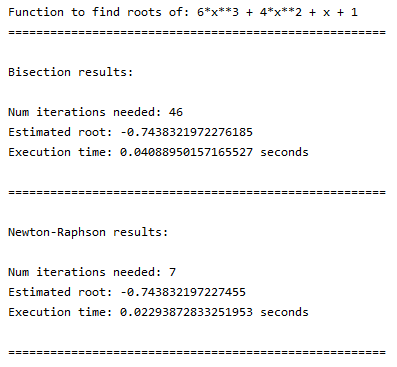 Function to find roots of: 6*x**3 + 4*x**2 + x + 1
======================================================
Bisection results:
Num iterations needed: 46
Estimated root: -0.7438321972276185
Execution time: 0.04088950157165527 seconds
======================================================
Newton-Raphson results:
Num iterations needed: 7
Estimated root: -0.743832197227455
Execution time: 0.02293872833251953 seconds
======================================================